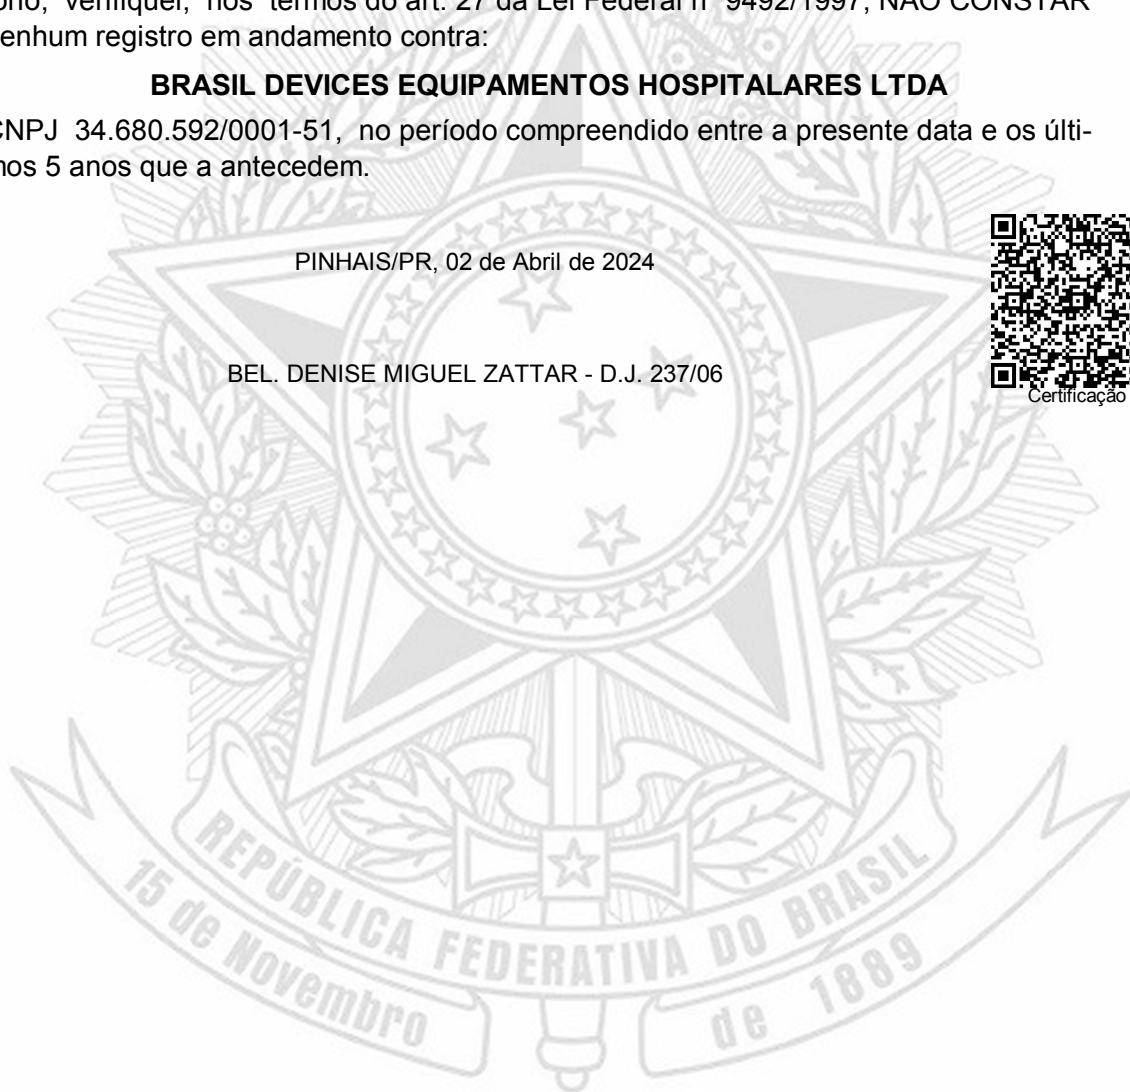 verifiquei, nos termos do art. 27 da Lei Federal nº 9492/1997, NÃO CONSTAR
enhum registro em andamento contra:
BRASIL DEVICES EQUIPAMENTOS HOSPITALARES LTDA
CNPJ 34.680.592/0001-51, no período compreendido entre a presente data e os últi-
mos 5 anos que a antecedem.
PINHAIS/PR, 02 de Abril de 2024
BEL. DENISE MIGUEL ZATTAR - D.J. 237/06
Certificação
REPÚBLICA FEDERATIVA DO BRASIL
15 de Novembro de 1889